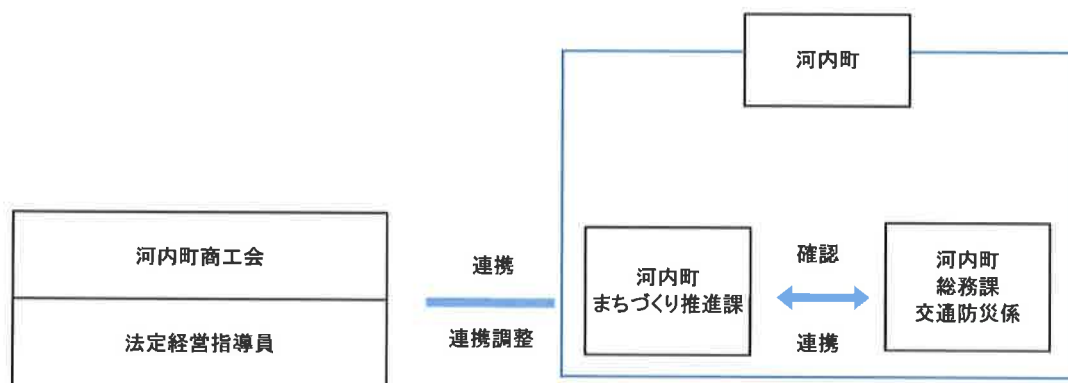 河内町
河内町商工会
法定経営指導員
連携
連携調整
河内町
まちづくり推進課
確認
連携
河内町
総務課
交通防災係